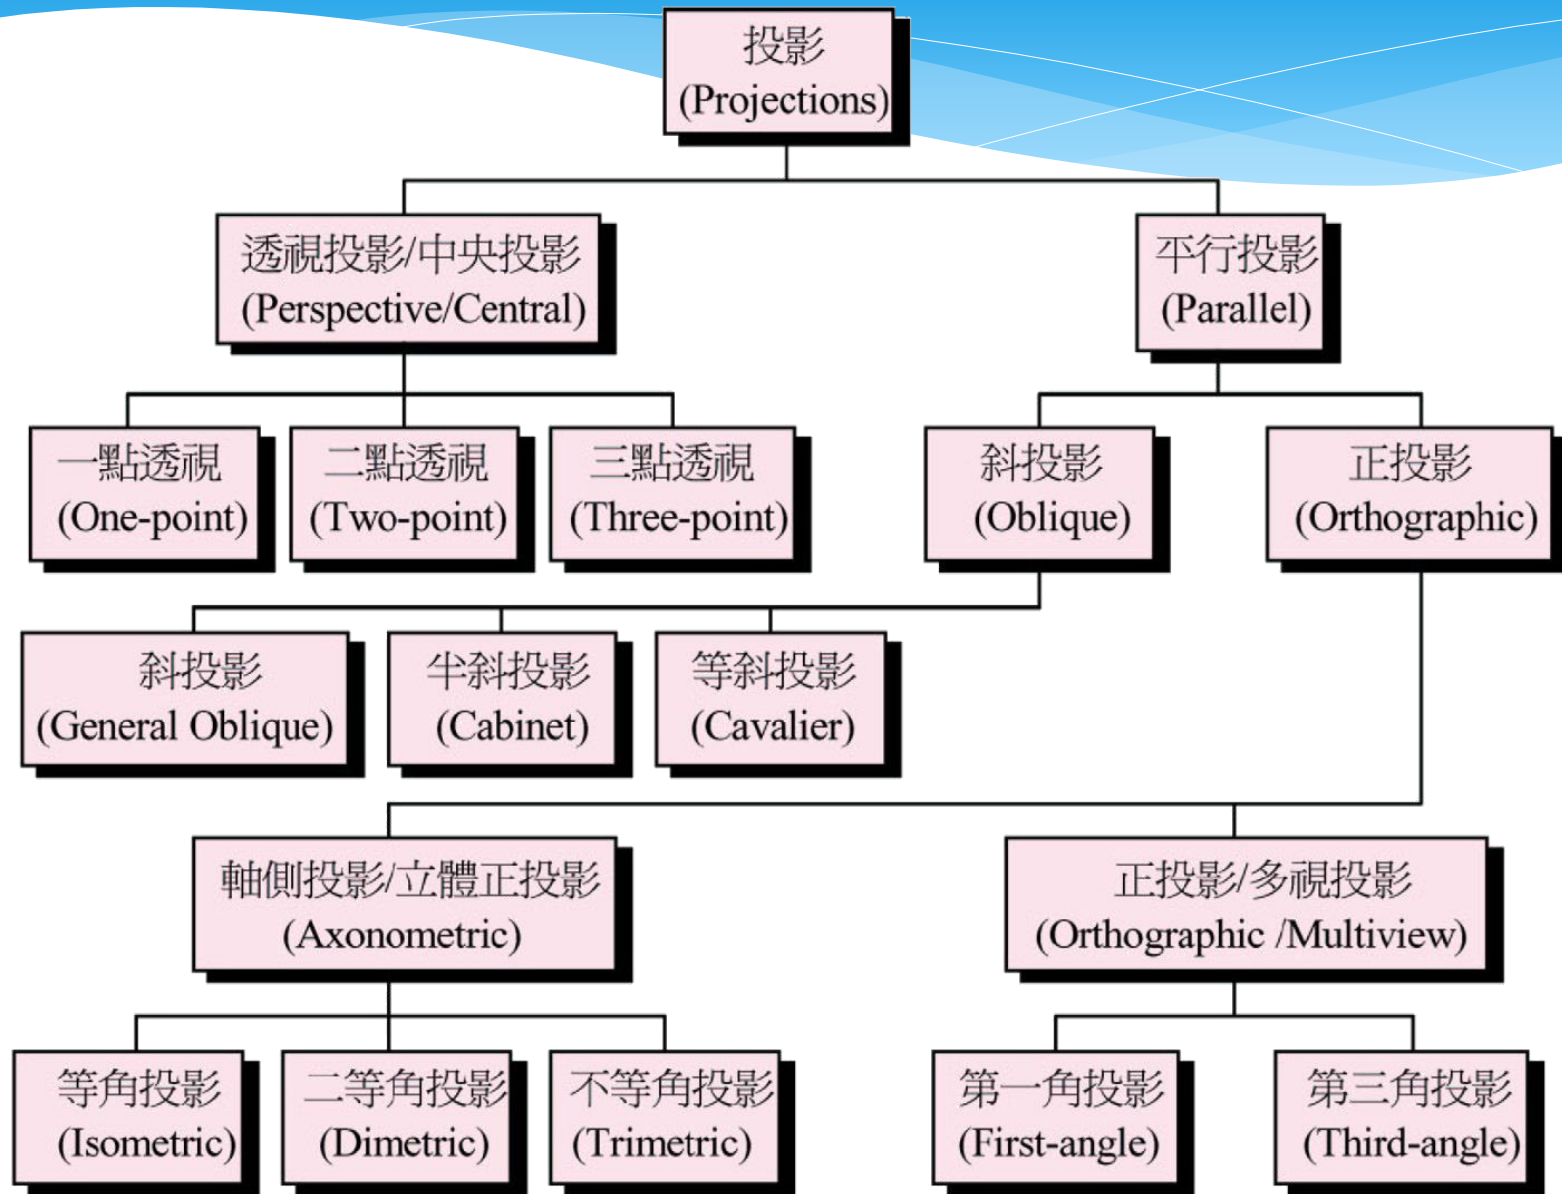 投影
(Projections)
透視投影/中央投影
(Perspective/Central)
平行投影
(Parallel)
一點透視
(One-point)
二點透視
(Two-point)
三點透視
(Three-point)
斜投影
(Oblique)
正投影
(Orthographic)
斜投影
(General Oblique)
半斜投影
(Cabinet)
等斜投影
(Cavalier)
軸側投影/立體正投影
(Axonometric)
正投影/多視投影
(Orthographic /Multiview)
等角投影
(Isometric)
二等角投影
(Dimetric)
不等角投影
(Trimetric)
第一角投影
(First-angle)
第三角投影
(Third-angle)